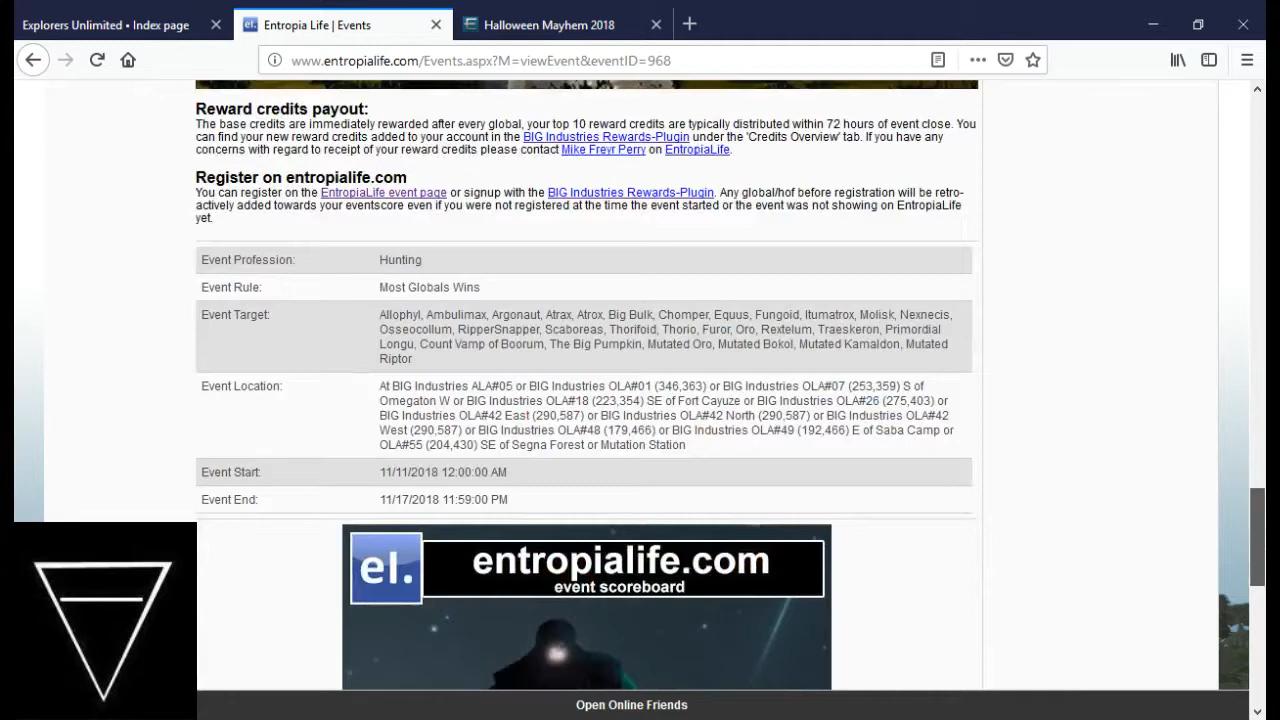 Explorers Unlimited • Index page
Entropia Life | Events
Halloween Mayhem 2018
www.entropialife.com/Events.aspx?M=viewEvent&eventID=968
Reward credits payout:
The base credits are immediately rewarded after every global, your top 10 reward credits are typically distributed within 72 hours of event close. You
can find your new reward credits added to your account in the BIG Industries Rewards-Plugin under the 'Credits Overview' tab. If you have any
concerns with regard to receipt of your reward credits please contact Mike Freyr Perry on EntropiaLife.
Register on entropialife.com
You can register on the EntropiaLife event page or signup with the BIG Industries Rewards-Plugin. Any global/hof before registration will be retro-
actively added towards your eventscore even if you were not registered at the time the event started or the event was not showing on EntropiaLife
yet.
Event Profession: Hunting
Event Rule: Most Globals Wins
Event Target: Allophyl, Ambulimax, Argonaut, Atrax, Atrox, Big Bulk, Chomper, Equus, Fungoid, Itumatrox, Molisk, Nexnecis,
Osseocollum, RipperSnapper, Scaboreas, Thorifoid, Thorio, Furor, Oro, Rextelum, Traeskeron, Primordial
Longu, Count Vamp of Boorum, The Big Pumpkin, Mutated Oro, Mutated Bokol, Mutated Kamaldon, Mutated
Riptor
Event Location: At BIG Industries ALA#05 or BIG Industries OLA#01 (346,363) or BIG Industries OLA#07 (253,359) S of
Omegaton W or BIG Industries OLA#18 (223,354) SE of Fort Cayuze or BIG Industries OLA#26 (275,403) or
BIG Industries OLA#42 East (290,587) or BIG Industries OLA#42 North (290,587) or BIG Industries OLA#42
West (290,587) or BIG Industries OLA#48 (179,466) or BIG Industries OLA#49 (192,466) E of Saba Camp or
OLA#55 (204,430) SE of Segna Forest or Mutation Station
Event Start: 11/11/2018 12:00:00 AM
Event End: 11/17/2018 11:59:00 PM
el. entropialife.com
event scoreboard
Open Online Friends